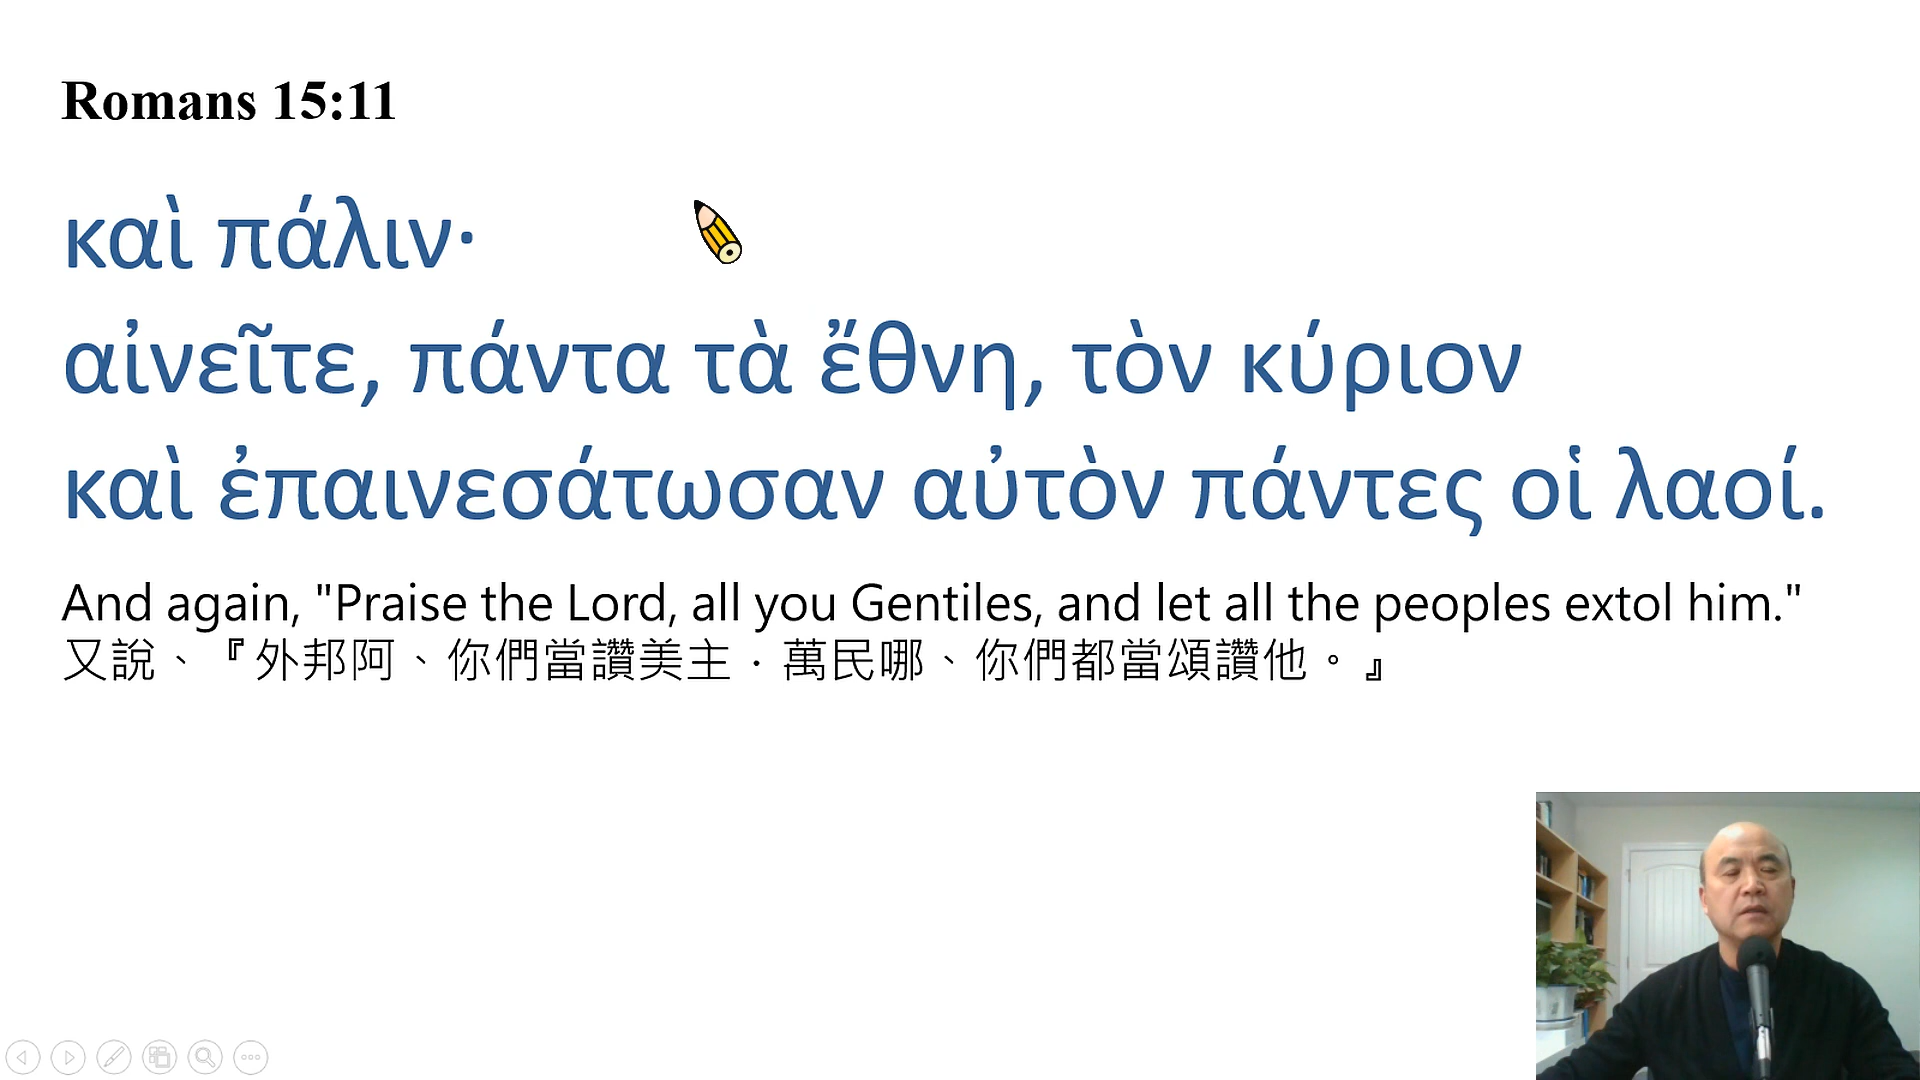 Romans 15:11
καὶ πάλιν·
αἰνεῖτε, πάντα τὰ ἔθνη, τὸν κύριον
καὶ ἐπαινεσάτωσαν αὐτὸν πάντες οἱ λαοί.
And again, "Praise the Lord, all you Gentiles, and let all the peoples extol him."
又說、『外邦阿、你們當讚美主．萬民哪、你們都當頌讚他。』